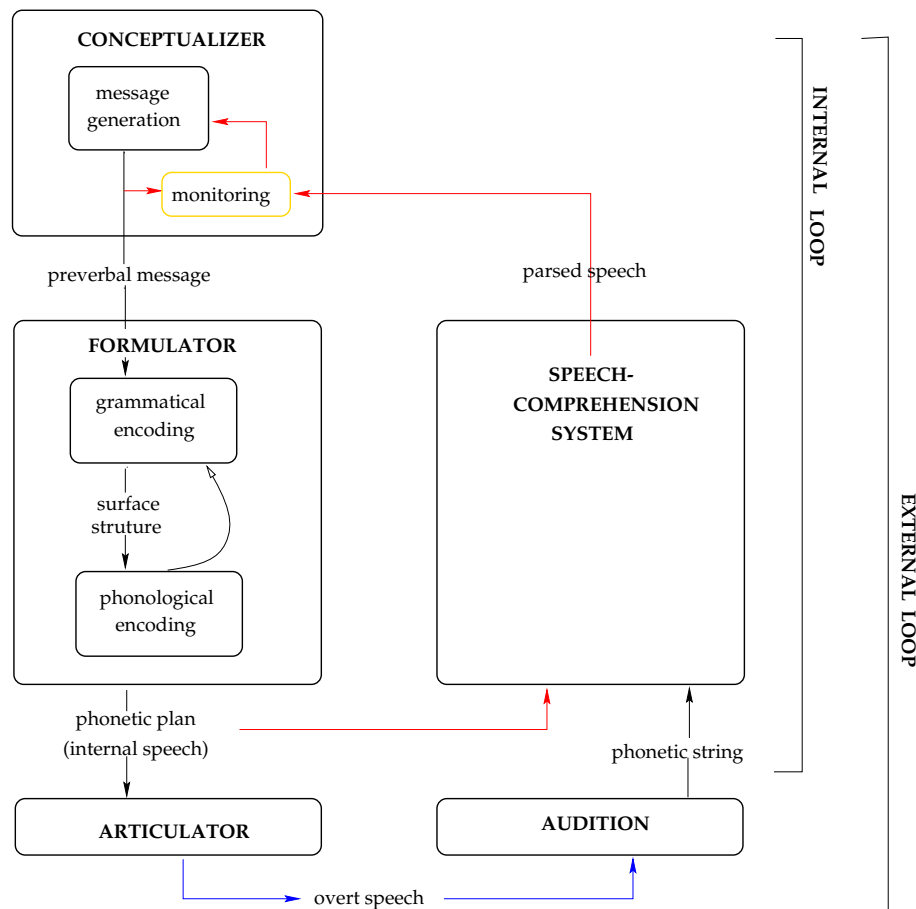 CONCEPTUALIZER
message
generation
monitoring
preverbal message
parsed speech
FORMULATOR
grammatical
encoding
surface
struture
phonological
encoding
SPEECH-
COMPREHENSION
SYSTEM
phonetic plan
(internal speech)
phonetic string
ARTICULATOR
AUDITION
overt speech
INTERNAL LOOP
EXTERNAL LOOP